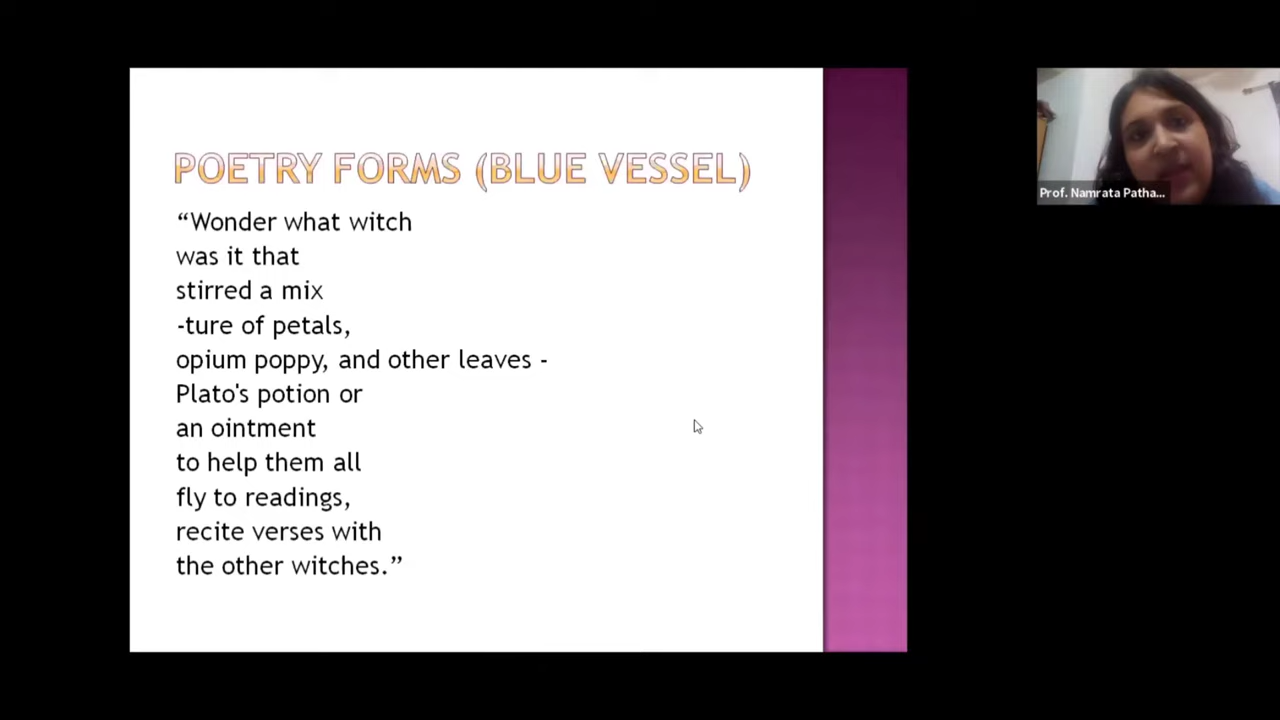 POETRY FORMS (BLUE VESSEL)
“Wonder what witch
was it that
stirred a mix
-ture of petals,
opium poppy, and other leaves -
Plato's potion or
an ointment
to help them all
fly to readings,
recite verses with
the other witches.”
Prof. Namrata Patha...